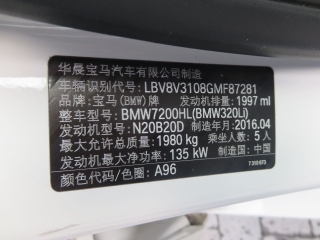 华晨宝马汽车有限公司制造
车辆识别代号: LBV8V3108GMF87281
品牌: 宝马(BMW) 发动机排量: 1997 ml
整车型号: BMW7200HL(BMW320Li)
发动机型号: N20B20D 制造年月: 2016.04
最大允许总质量: 1980 kg 乘坐人数: 5 人
发动机最大净功率: 135 kW 制造国: 中国
颜色/色号: A96
7 310 673